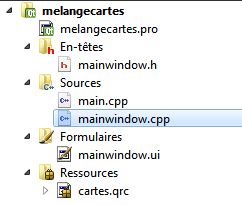 melangecartes
melangecartes.pro
En-têtes
mainwindow.h
Sources
main.cpp
mainwindow.cpp
Formulaires
mainwindow.ui
Ressources
cartes.qrc